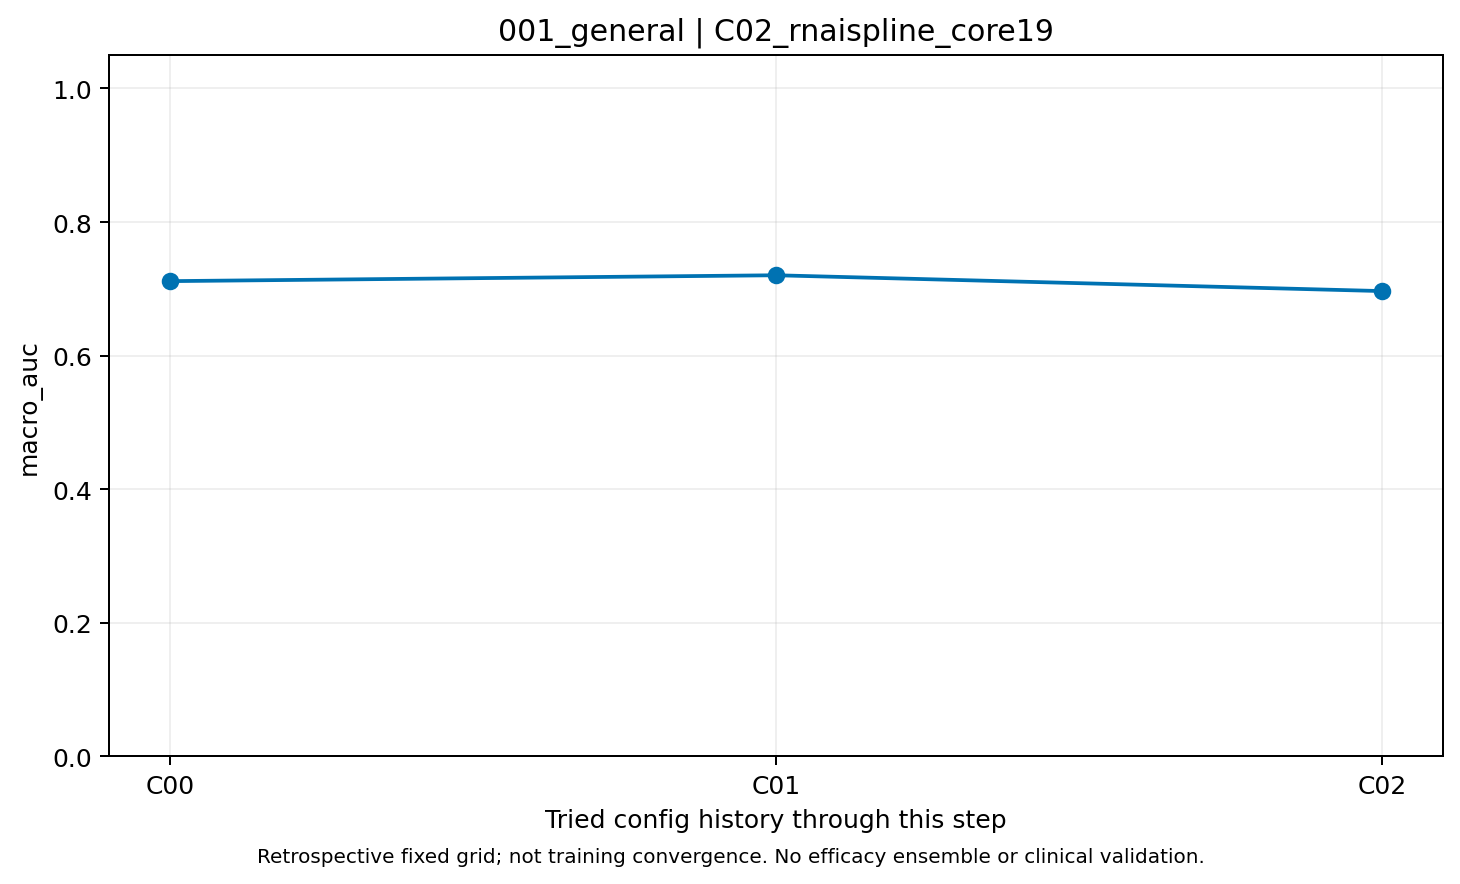 001_general | C02_rnaispline_core19
macro_auc
1.0
0.8
0.6
0.4
0.2
0.0
C00 C01 C02
Tried config history through this step
Retrospective fixed grid; not training convergence. No efficacy ensemble or clinical validation.